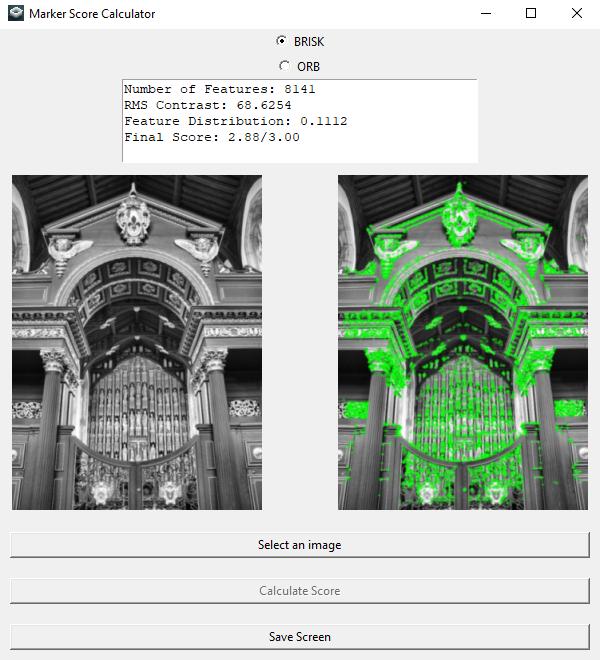 Marker Score Calculator
BRISK
ORB
Number of Features: 8141
RMS Contrast: 68.6254
Feature Distribution: 0.1112
Final Score: 2.88/3.00
Select an image
Calculate Score
Save Screen